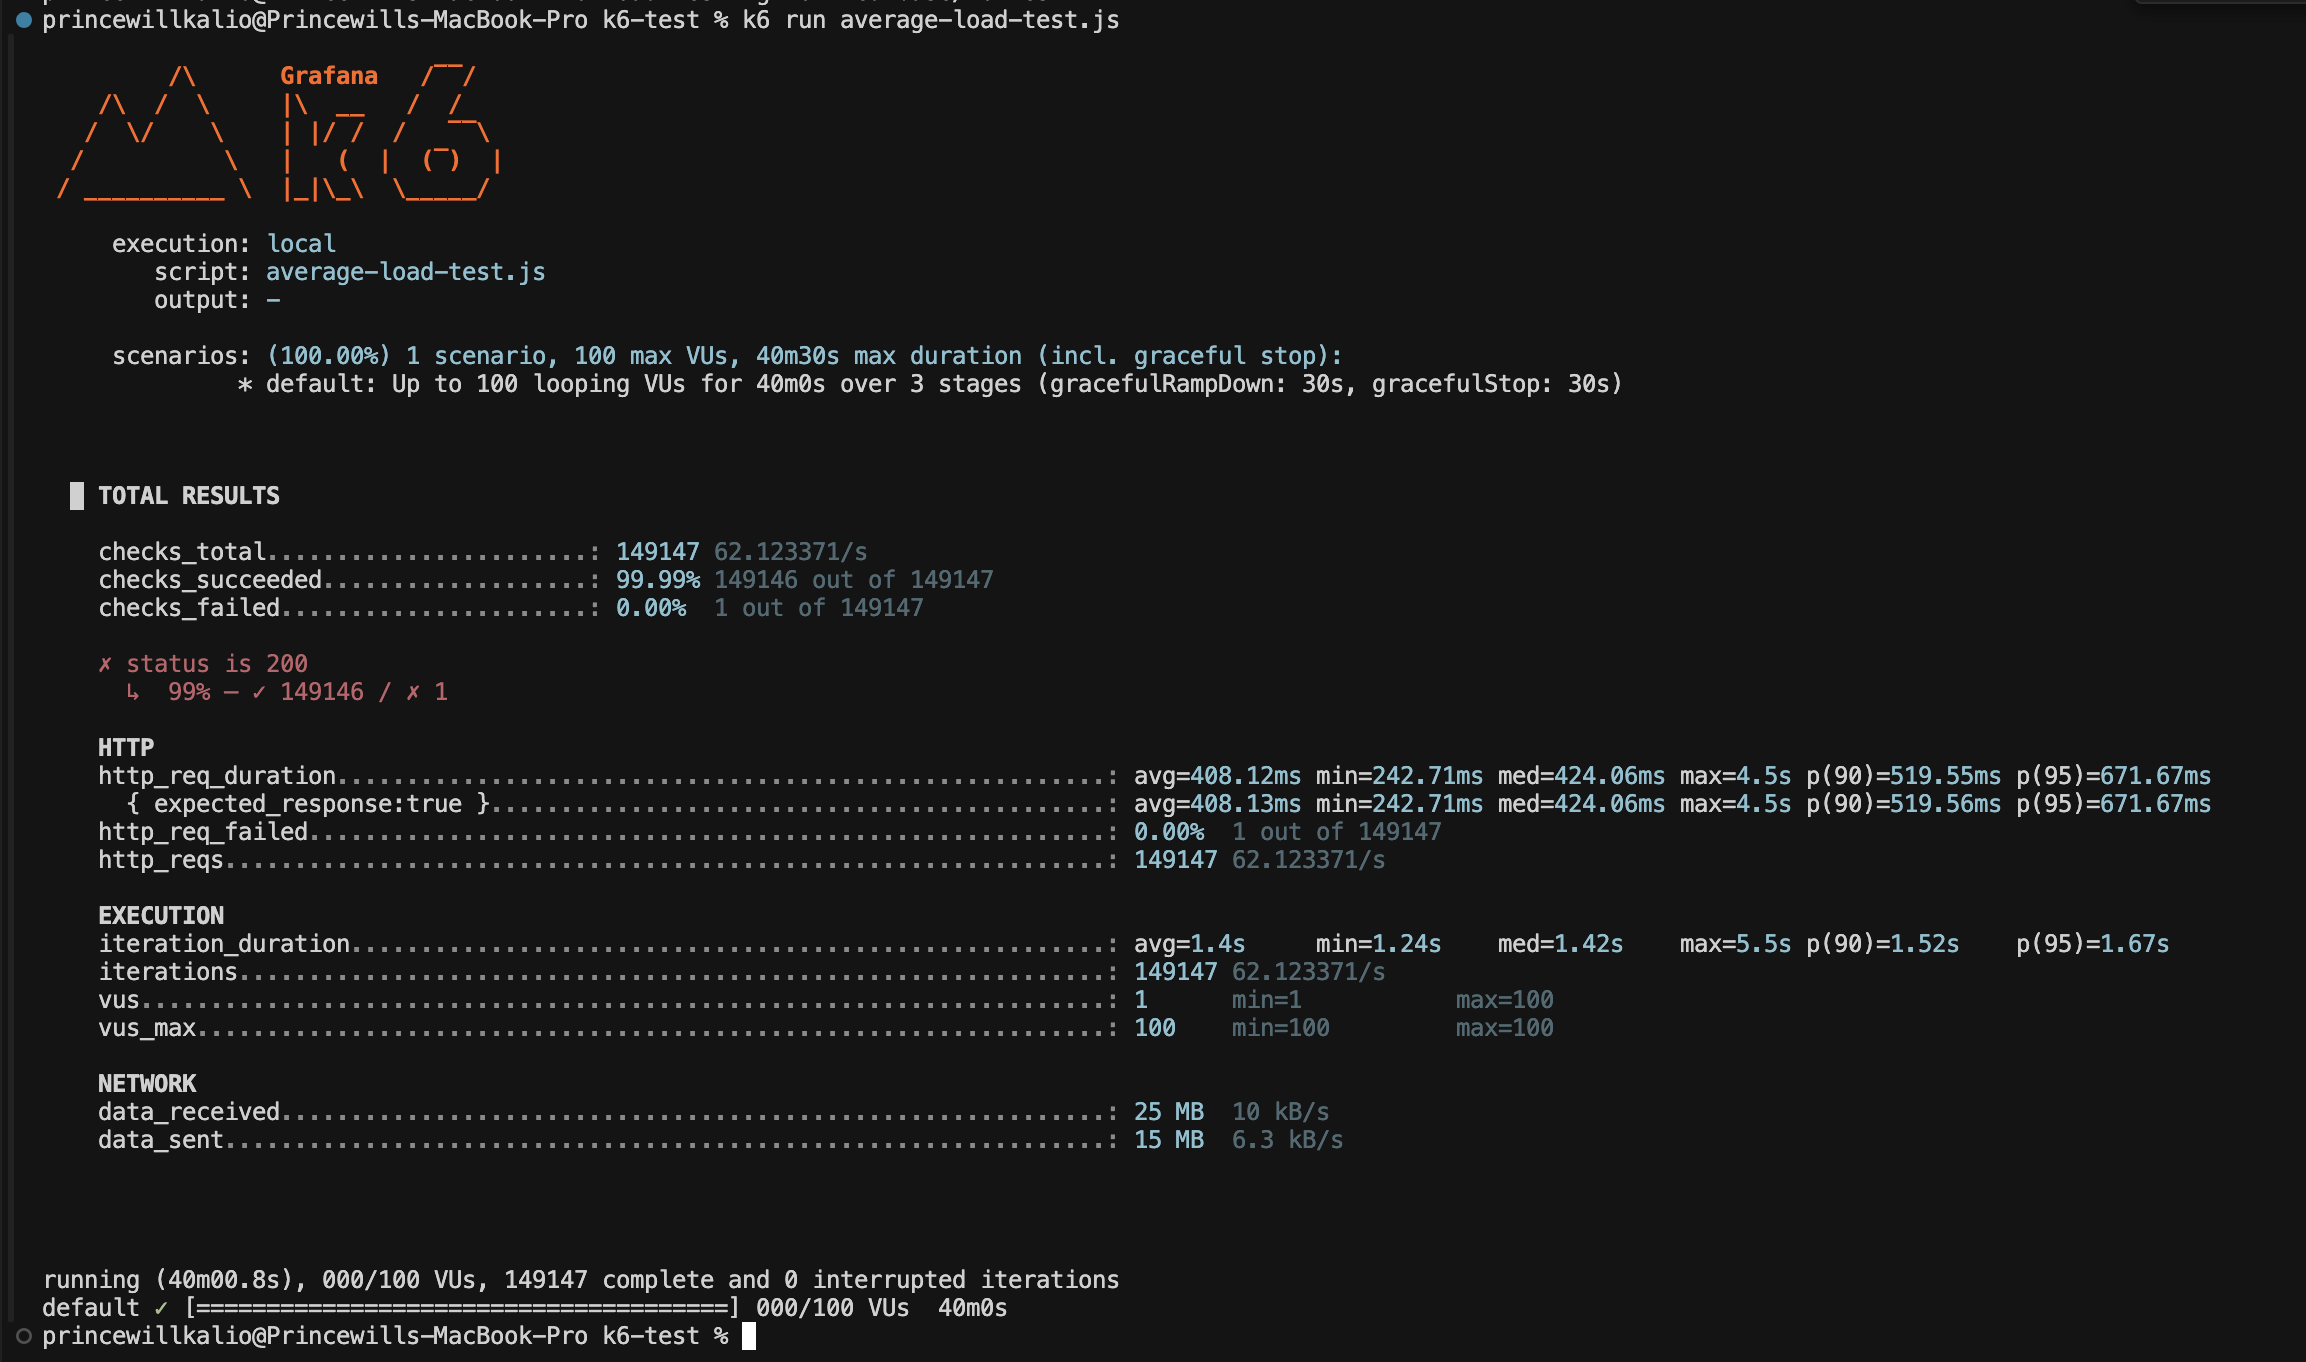 princewillkalio@Princewills-MacBook-Pro k6-test % k6 run average-load-test.js
         /\      Grafana   /‾‾/
    /\  /  \     |\  __   /  /
   /  \/    \    | |/ /  /   ‾‾\
  /          \   |   (  |  (‾)  |
 / __________ \  |_|\_\  \_____/
execution: local
script: average-load-test.js
output: -
scenarios: (100.00%) 1 scenario, 100 max VUs, 40m30s max duration (incl. graceful stop):
* default: Up to 100 looping VUs for 40m0s over 3 stages (gracefulRampDown: 30s, gracefulStop: 30s)
█ TOTAL RESULTS
checks_total.......................: 149147 62.123371/s
checks_succeeded...................: 99.99% 149146 out of 149147
checks_failed......................: 0.00%  1 out of 149147
✗ status is 200
↳  99% — ✓ 149146 / ✗ 1
HTTP
http_req_duration.......................................................: avg=408.12ms min=242.71ms med=424.06ms max=4.5s p(90)=519.55ms p(95)=671.67ms
{ expected_response:true }............................................: avg=408.13ms min=242.71ms med=424.06ms max=4.5s p(90)=519.56ms p(95)=671.67ms
http_req_failed.........................................................: 0.00%  1 out of 149147
http_reqs...............................................................: 149147 62.123371/s
EXECUTION
iteration_duration......................................................: avg=1.4s     min=1.24s    med=1.42s    max=5.5s p(90)=1.52s    p(95)=1.67s
iterations..............................................................: 149147 62.123371/s
vus.....................................................................: 1      min=1           max=100
vus_max.................................................................: 100    min=100         max=100
NETWORK
data_received...........................................................: 25 MB  10 kB/s
data_sent...............................................................: 15 MB  6.3 kB/s
running (40m00.8s), 000/100 VUs, 149147 complete and 0 interrupted iterations
default ✓ [======================================] 000/100 VUs  40m0s
princewillkalio@Princewills-MacBook-Pro k6-test %